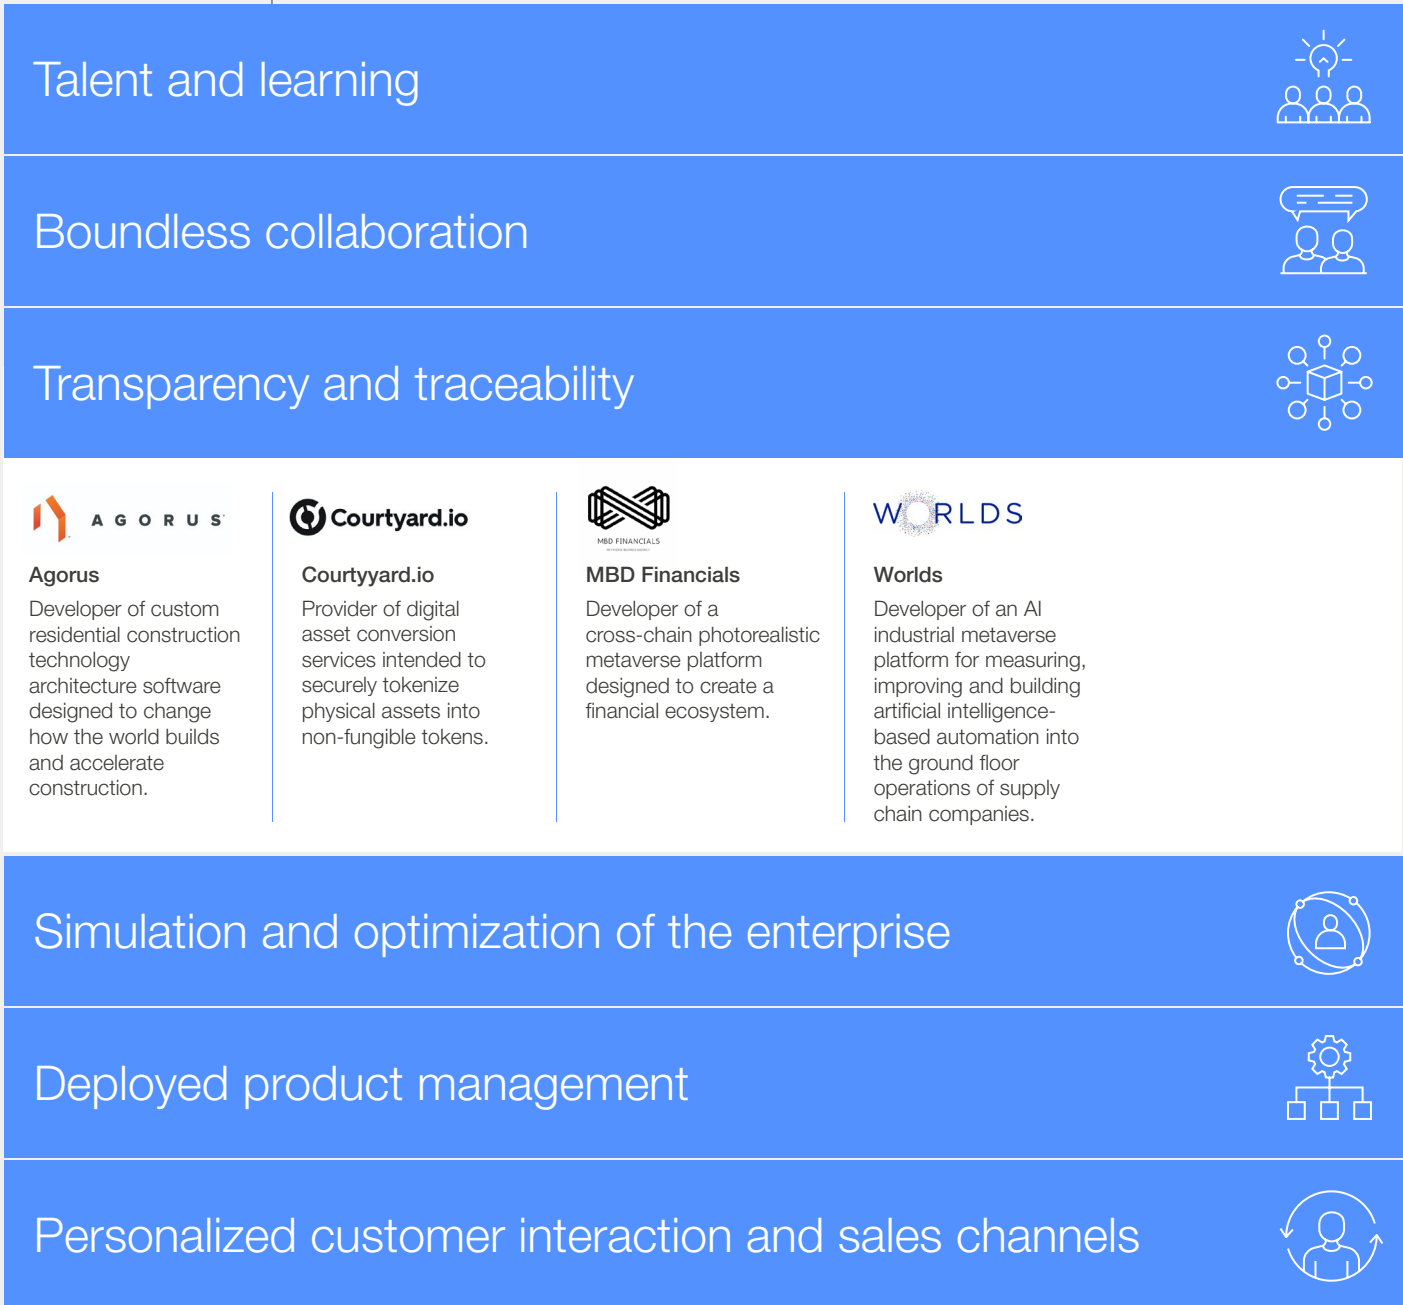 Talent and learning
Boundless collaboration
Transparency and traceability
AGORUS
Agorus
Developer of custom
residential construction
technology
architecture software
designed to change
how the world builds
and accelerate
construction.
Courtyard.io
Courtyyard.io
Provider of digital
asset conversion
services intended to
securely tokenize
physical assets into
non-fungible tokens.
MBD FINANCIALS
MBD Financials
Developer of a
cross-chain photorealistic
metaverse platform
designed to create a
financial ecosystem.
WORLDS
Worlds
Developer of an AI
industrial metaverse
platform for measuring,
improving and building
artificial intelligence-
based automation into
the ground floor
operations of supply
chain companies.
Simulation and optimization of the enterprise
Deployed product management
Personalized customer interaction and sales channels